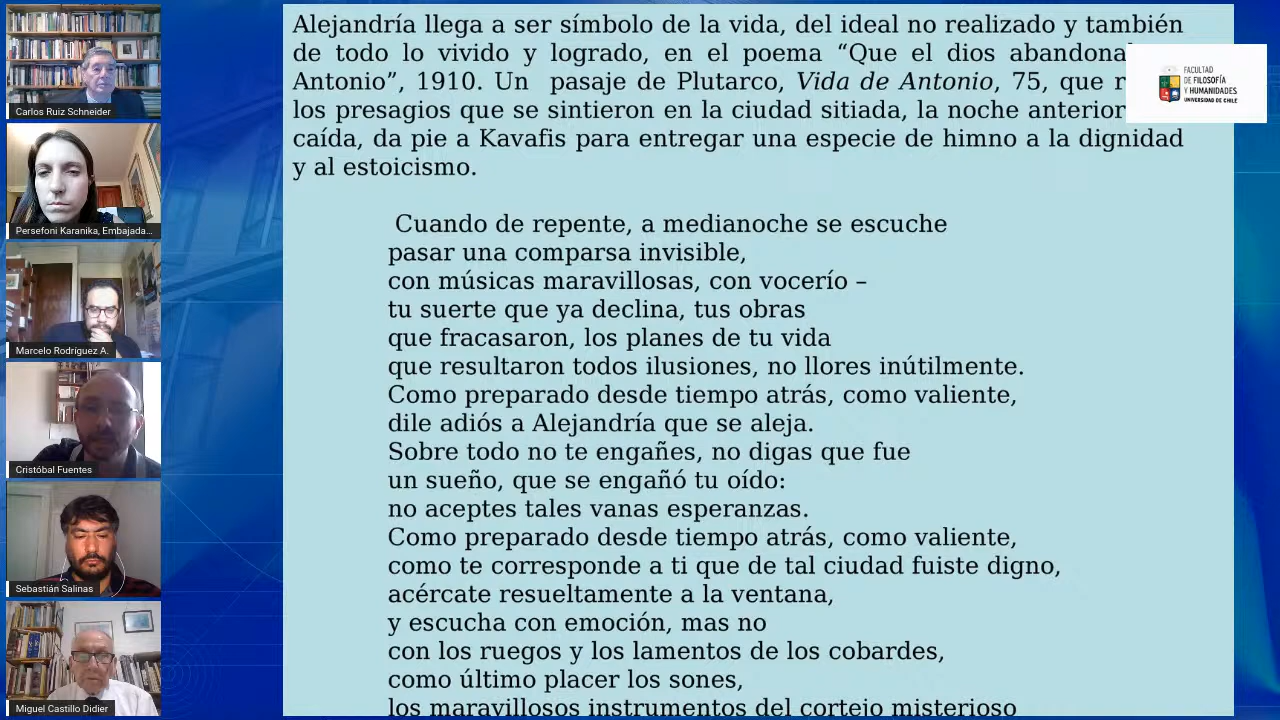 Carlos Ruiz Schneider
Persefoni Karanika, Embajada...
Marcelo Rodríguez A.
Cristóbal Fuentes
Sebastián Salinas
Miguel Castillo Didier
Alejandría llega a ser símbolo de la vida, del ideal no realizado y también
de todo lo vivido y logrado, en el poema “Que el dios abandona
Antonio”, 1910. Un pasaje de Plutarco, Vida de Antonio, 75, que
los presagios que se sintieron en la ciudad sitiada, la noche anterior
caída, da pie a Kavafis para entregar una especie de himno a la dignidad
y al estoicismo.
Cuando de repente, a medianoche se escuche
pasar una comparsa invisible,
con músicas maravillosas, con vocerío –
tu suerte que ya declina, tus obras
que fracasaron, los planes de tu vida
que resultaron todos ilusiones, no llores inútilmente.
Como preparado desde tiempo atrás, como valiente,
dile adiós a Alejandría que se aleja.
Sobre todo no te engañes, no digas que fue
un sueño, que se engañó tu oído:
no aceptes tales vanas esperanzas.
Como preparado desde tiempo atrás, como valiente,
como te corresponde a ti que de tal ciudad fuiste digno,
acércate resueltamente a la ventana,
y escucha con emoción, mas no
con los ruegos y los lamentos de los cobardes,
como último placer los sones,
los maravillosos instrumentos del cortejo misterioso
FACULTAD
DE FILOSOFÍA
Y HUMANIDADES
UNIVERSIDAD DE CHILE